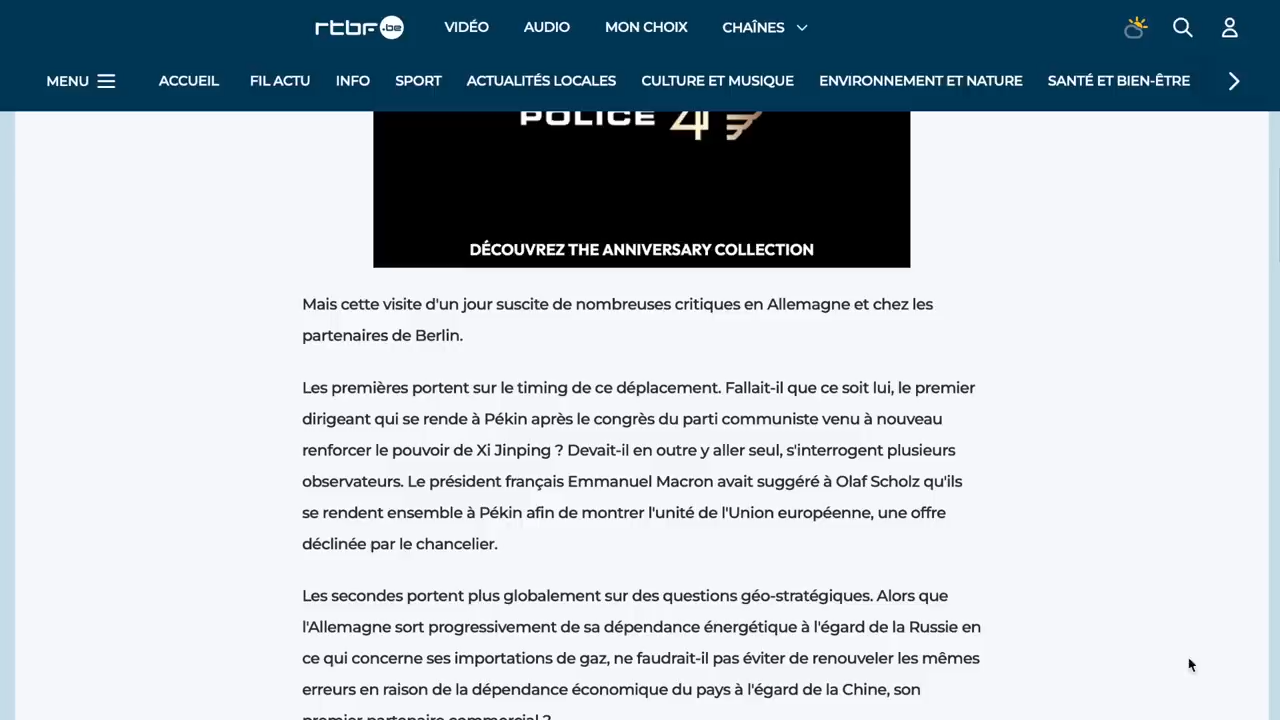 rtbf.be VIDÉO AUDIO MON CHOIX CHAÎNES
MENU ACCUEIL FIL ACTU INFO SPORT ACTUALITÉS LOCALES CULTURE ET MUSIQUE ENVIRONNEMENT ET NATURE SANTÉ ET BIEN-ÊTRE
POLICE
DÉCOUVREZ THE ANNIVERSARY COLLECTION
Mais cette visite d'un jour suscite de nombreuses critiques en Allemagne et chez les
partenaires de Berlin.
Les premières portent sur le timing de ce déplacement. Fallait-il que ce soit lui, le premier
dirigeant qui se rende à Pékin après le congrès du parti communiste venu à nouveau
renforcer le pouvoir de Xi Jinping ? Devait-il en outre y aller seul, s'interrogent plusieurs
observateurs. Le président français Emmanuel Macron avait suggéré à Olaf Scholz qu'ils
se rendent ensemble à Pékin afin de montrer l'unité de l'Union européenne, une offre
déclinée par le chancelier.
Les secondes portent plus globalement sur des questions géo-stratégiques. Alors que
l'Allemagne sort progressivement de sa dépendance énergétique à l'égard de la Russie en
ce qui concerne ses importations de gaz, ne faudrait-il pas éviter de renouveler les mêmes
erreurs en raison de la dépendance économique du pays à l'égard de la Chine, son
premier partenaire commercial ?